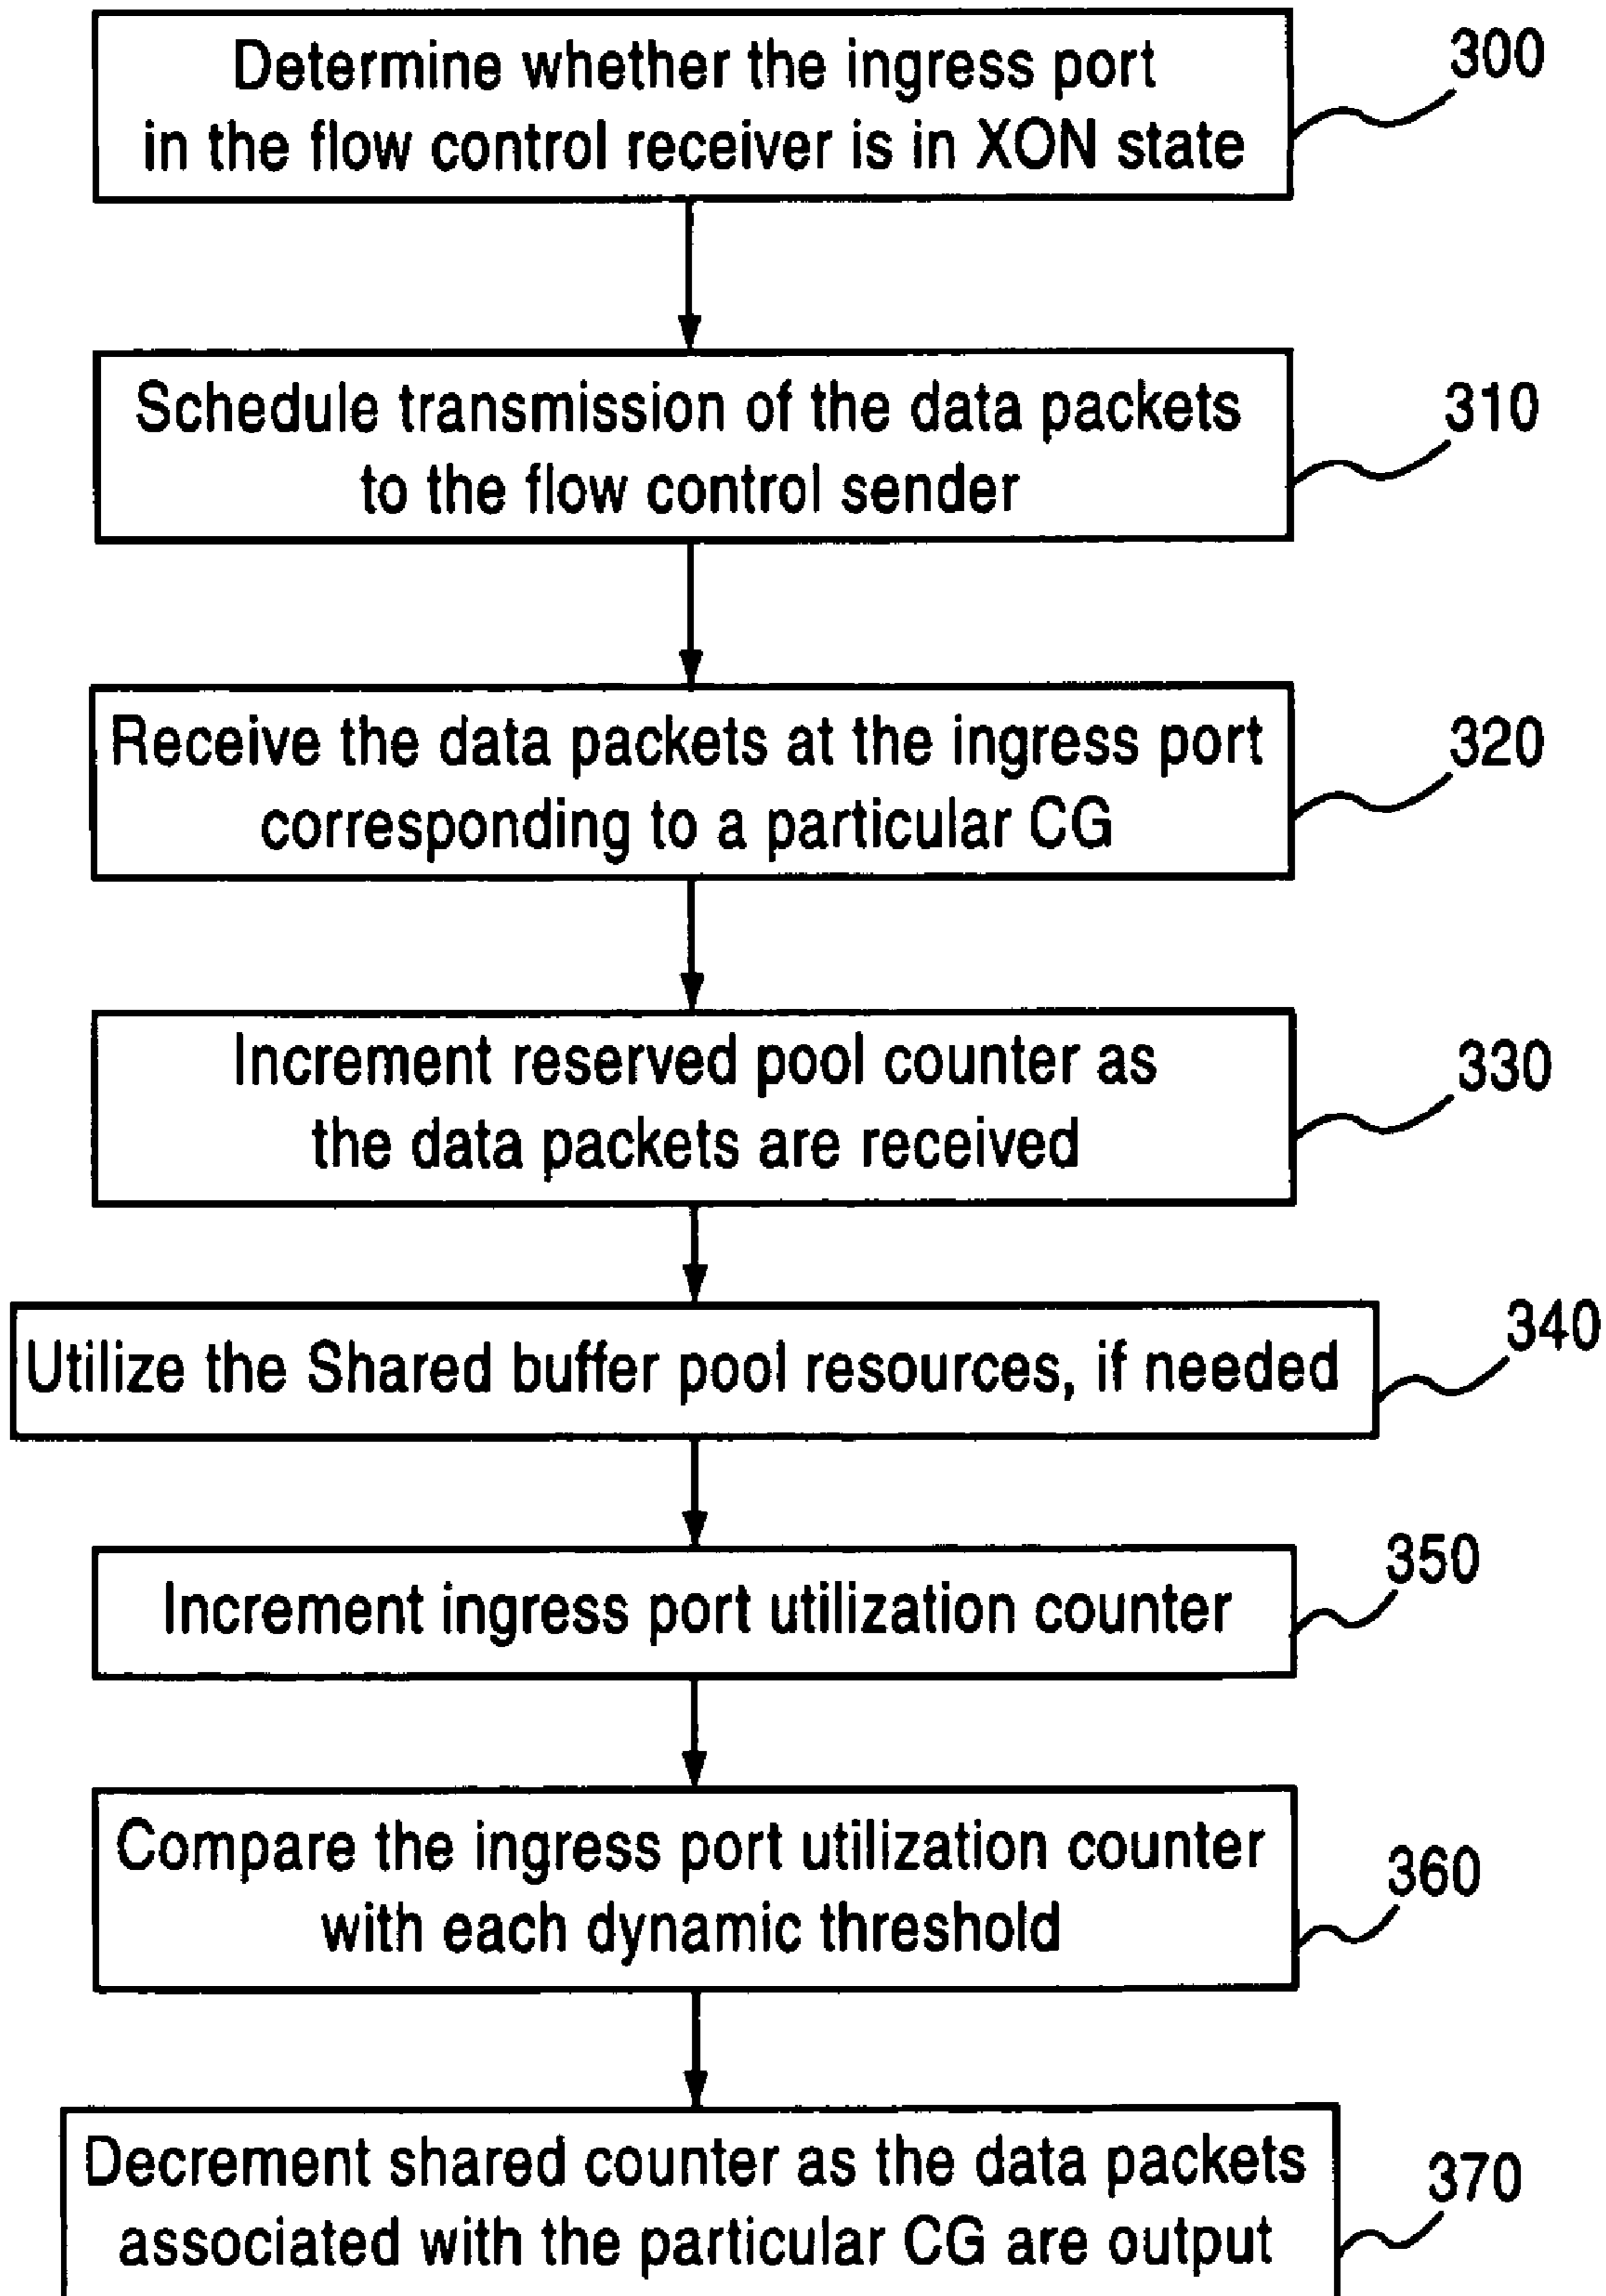 Determine whether the ingress port
in the flow control receiver is in XON state
300
Schedule transmission of the data packets
to the flow control sender
310
Receive the data packets at the ingress port
corresponding to a particular CG
320
Increment reserved pool counter as
the data packets are received
330
Utilize the Shared buffer pool resources, if needed
340
Increment ingress port utilization counter
350
Compare the ingress port utilization counter
with each dynamic threshold
360
Decrement shared counter as the data packets
associated with the particular CG are output
370